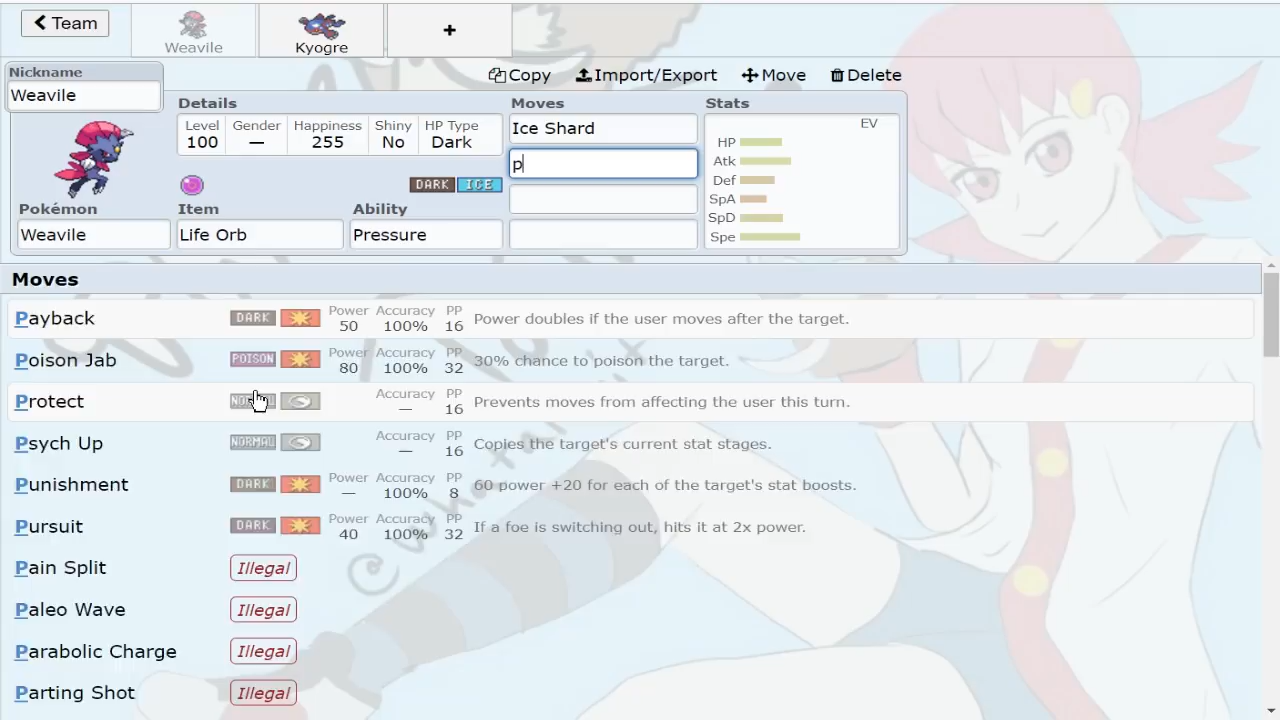 Team
Weavile
Kyogre
+
Copy Import/Export Move Delete
Nickname
Weavile
Details
Level Gender Happiness Shiny HP Type
100 — 255 No Dark
DARK ICE
Pokémon Item Ability
Weavile Life Orb Pressure
Moves
Ice Shard
p
Stats
EV
HP
Atk
Def
SpA
SpD
Spe
Moves
Payback DARK Power 50 Accuracy 100% PP 16 Power doubles if the user moves after the target.
Poison Jab POISON Power 80 Accuracy 100% PP 32 30% chance to poison the target.
Protect NORMAL Accuracy — PP 16 Prevents moves from affecting the user this turn.
Psych Up NORMAL Accuracy — PP 16 Copies the target's current stat stages.
Punishment DARK Power — Accuracy 100% PP 8 60 power +20 for each of the target's stat boosts.
Pursuit DARK Power 40 Accuracy 100% PP 32 If a foe is switching out, hits it at 2x power.
Pain Split Illegal
Paleo Wave Illegal
Parabolic Charge Illegal
Parting Shot Illegal